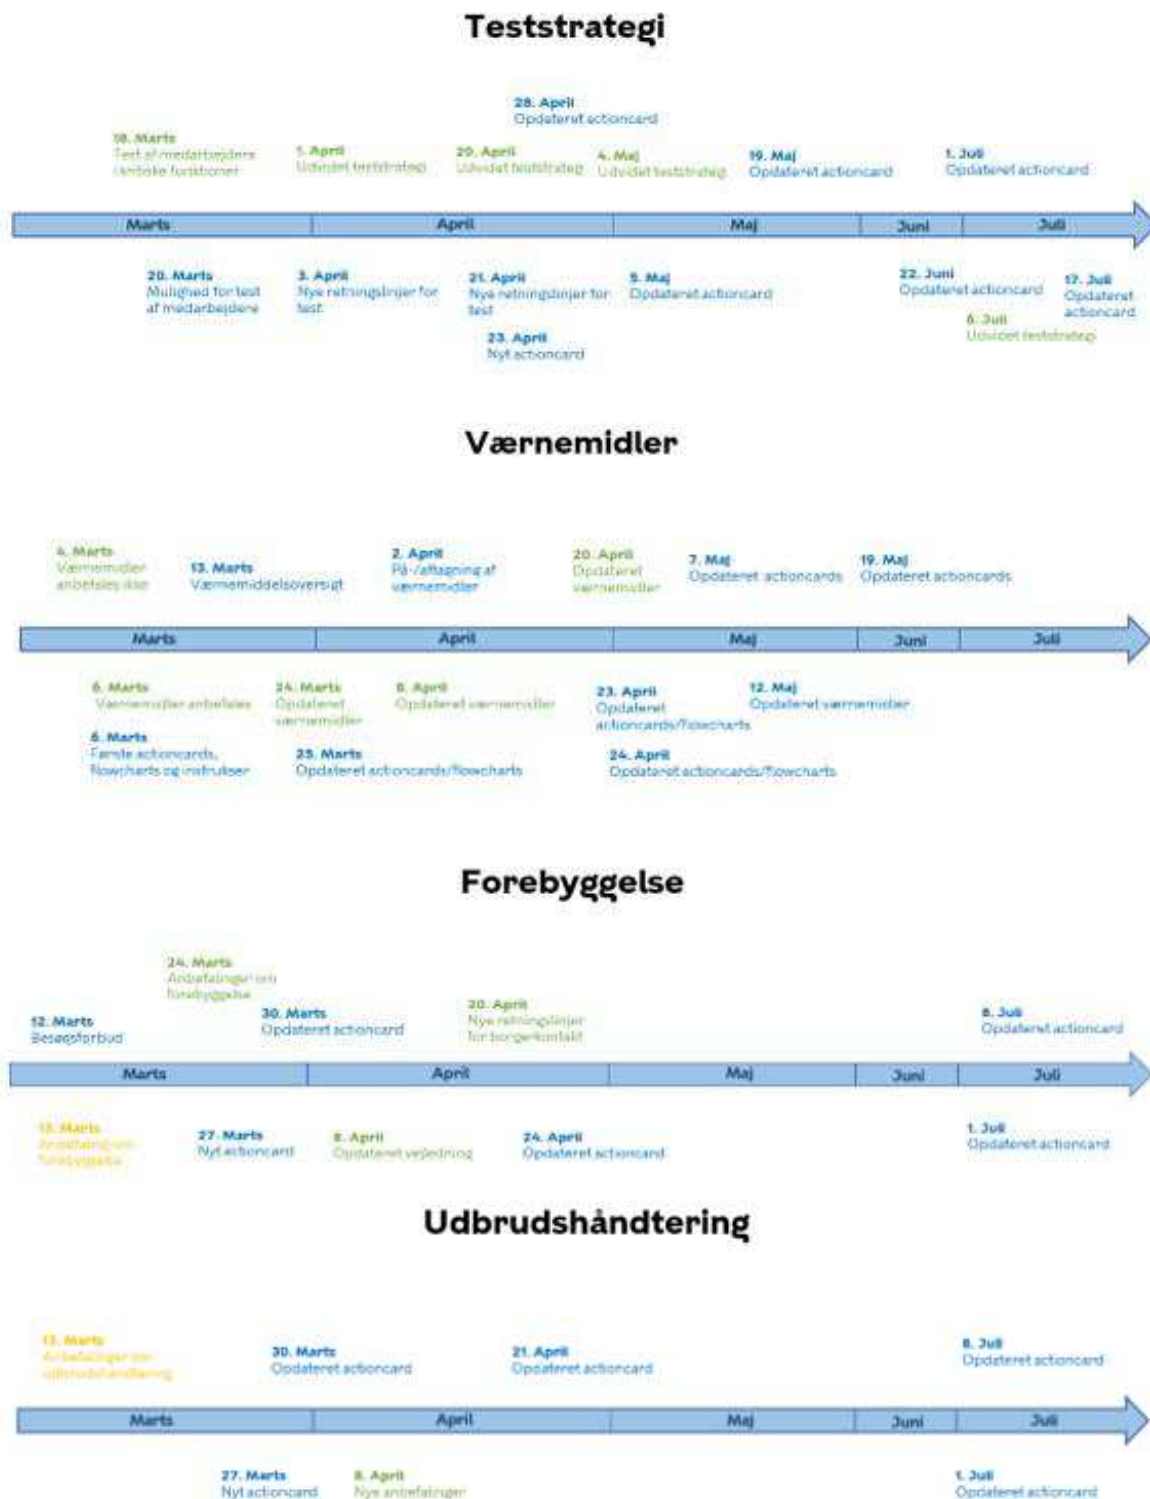 Teststrategi
28. April
Opdateret actioncard
18. Marts
Test af medarbejdere
i kritiske funktioner
1. April
Udvidet teststrategi
20. April
Udvidet teststrategi
4. Maj
Udvidet teststrategi
19. Maj
Opdateret actioncard
1. Juli
Opdateret actioncard
Marts April Maj Juni Juli
20. Marts
Mulighed for test
af medarbejdere
3. April
Nye retningslinjer for
test
21. April
Nye retningslinjer for
test
23. April
Nyt actioncard
5. Maj
Opdateret actioncard
22. Juni
Opdateret actioncard
6. Juli
Udvidet teststrategi
17. Juli
Opdateret
actioncard
Værnemidler
4. Marts
Værnemidler
anbefales ikke
13. Marts
Værnemiddelsoversigt
2. April
På-/aftagning af
værnemidler
20. April
Opdateret
værnemidler
7. Maj
Opdateret actioncards
19. Maj
Opdateret actioncards
Marts April Maj Juni Juli
6. Marts
Værnemidler anbefales
6. Marts
Første actioncards,
flowcharts og instrukser
24. Marts
Opdateret
værnemidler
25. Marts
Opdateret actioncards/flowcharts
8. April
Opdateret værnemidler
23. April
Opdateret
actioncards/flowcharts
24. April
Opdateret actioncards/flowcharts
12. Maj
Opdateret værnemidler
Forebyggelse
12. Marts
Besøgsforbud
24. Marts
Anbefalinger om
forebyggelse
30. Marts
Opdateret actioncard
20. April
Nye retningslinjer
for borgerkontakt
8. Juli
Opdateret actioncard
Marts April Maj Juni Juli
13. Marts
Anbefaling om
forebyggelse
27. Marts
Nyt actioncard
8. April
Opdateret vejledning
24. April
Opdateret actioncard
1. Juli
Opdateret actioncard
Udbrudshåndtering
13. Marts
Anbefalinger om
udbrudshåndtering
30. Marts
Opdateret actioncard
21. April
Opdateret actioncard
8. Juli
Opdateret actioncard
Marts April Maj Juni Juli
27. Marts
Nyt actioncard
8. April
Nye anbefalinger
1. Juli
Opdateret actioncard